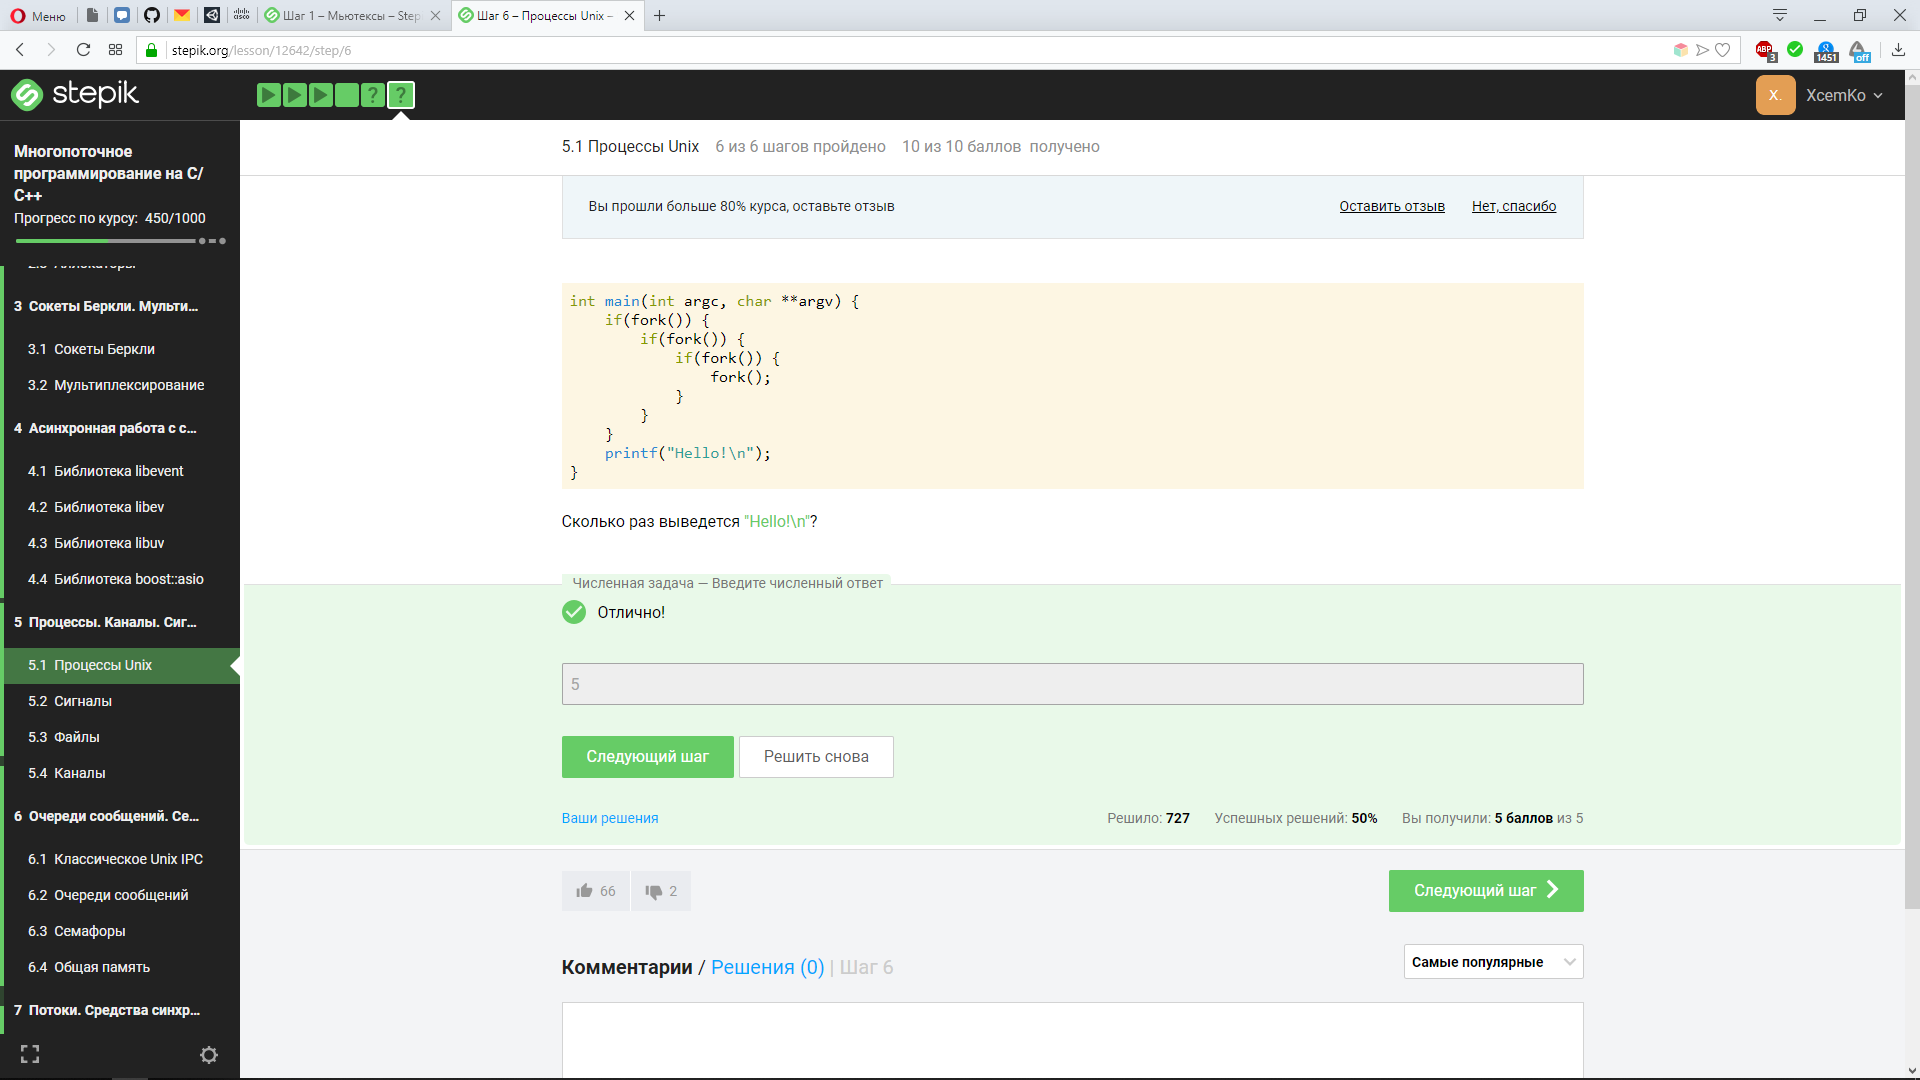 Меню
Шаг 1 – Мьютексы – Step
Шаг 6 – Процессы Unix –
stepik.org/lesson/12642/step/6
ABP
3
1451
off
stepik
? ?
X.
XcemKo
Многопоточное
программирование на C/
C++
Прогресс по курсу: 450/1000
3 Сокеты Беркли. Мульти...
3.1 Сокеты Беркли
3.2 Мультиплексирование
4 Асинхронная работа с с...
4.1 Библиотека libevent
4.2 Библиотека libev
4.3 Библиотека libuv
4.4 Библиотека boost::asio
5 Процессы. Каналы. Сиг...
5.1 Процессы Unix
5.2 Сигналы
5.3 Файлы
5.4 Каналы
6 Очереди сообщений. Се...
6.1 Классическое Unix IPC
6.2 Очереди сообщений
6.3 Семафоры
6.4 Общая память
7 Потоки. Средства синхр...
5.1 Процессы Unix 6 из 6 шагов пройдено 10 из 10 баллов получено
Вы прошли больше 80% курса, оставьте отзыв
Оставить отзыв
Нет, спасибо
int main(int argc, char **argv) {
    if(fork()) {
        if(fork()) {
            if(fork()) {
                fork();
            }
        }
    }
    printf("Hello!\n");
}
Сколько раз выведется "Hello!\n"?
Численная задача — Введите численный ответ
Отлично!
5
Следующий шаг
Решить снова
Ваши решения
Решило: 727
Успешных решений: 50%
Вы получили: 5 баллов из 5
66
2
Следующий шаг
Комментарии / Решения (0) | Шаг 6
Самые популярные